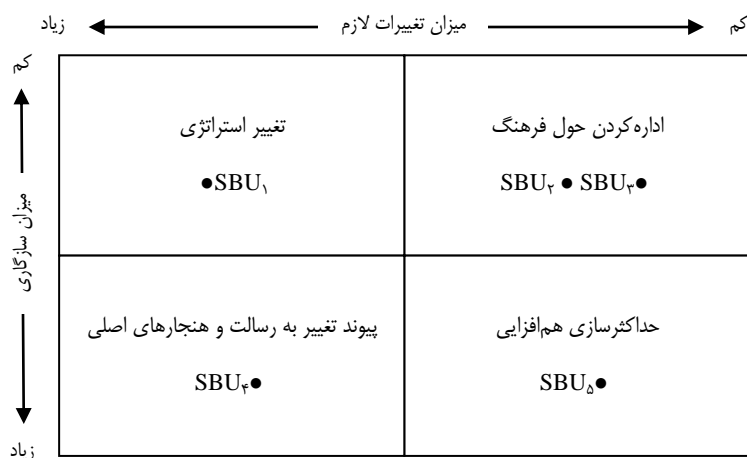 کم میزان تغییرات لازم زیاد
کم
میزان سازگاری
زیاد
اداره‌کردن حول فرهنگ
SBU۲ ● SBU۳●
تغییر استراتژی
●SBU۱
حداکثرسازی هم‌افزایی
SBU۵●
پیوند تغییر به رسالت و هنجارهای اصلی
SBU۴●